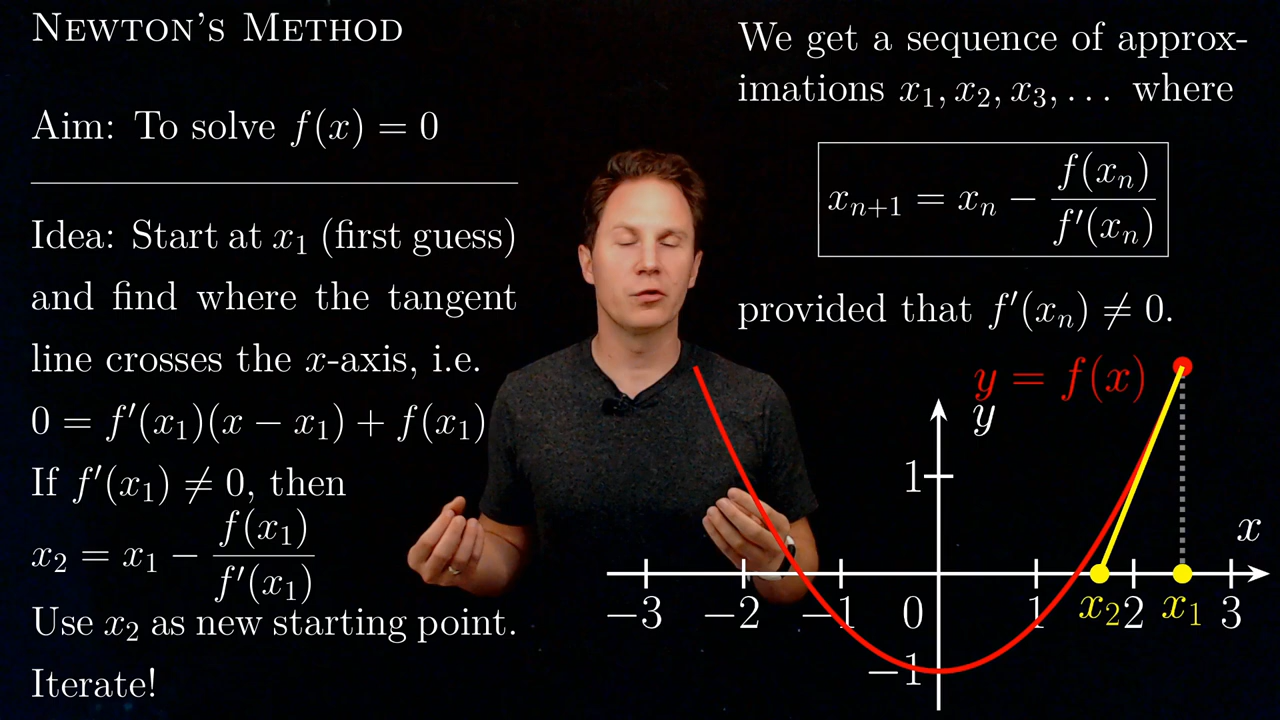 NEWTON'S METHOD
Aim: To solve f(x) = 0
Idea: Start at x₁ (first guess)
and find where the tangent
line crosses the x-axis, i.e.
0 = f′(x₁)(x − x₁) + f(x₁)
If f′(x₁) ≠ 0, then
x₂ = x₁ − f(x₁)/f′(x₁)
Use x₂ as new starting point.
Iterate!
We get a sequence of approx-
imations x₁, x₂, x₃, … where
xₙ₊₁ = xₙ − f(xₙ)/f′(xₙ)
provided that f′(xₙ) ≠ 0.
y = f(x)
y
1
x
−3 −2 −1 0 1 x₂ 2 x₁ 3
−1